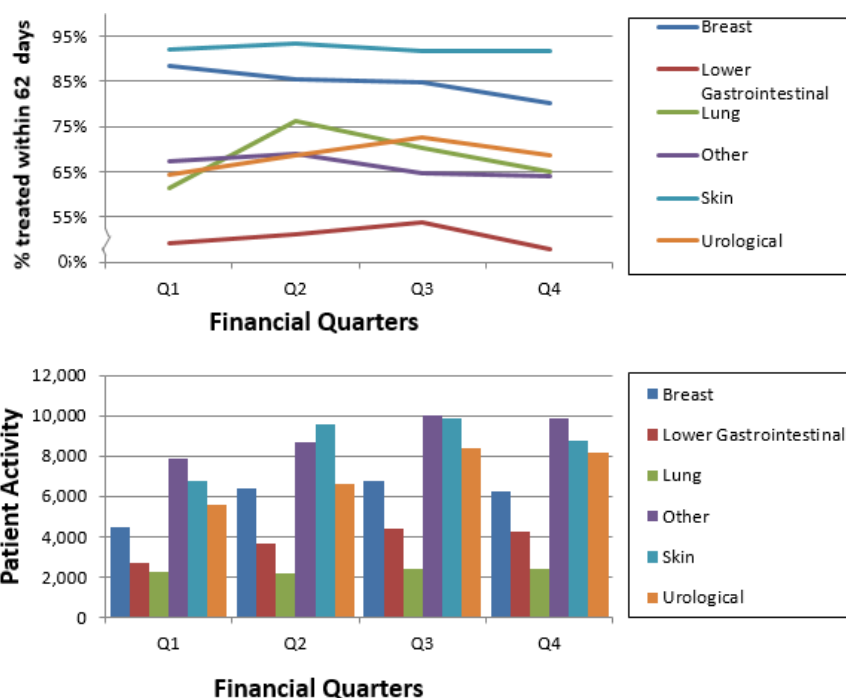 % treated within 62 days
95%
85%
75%
65%
55%
0%
Q1 Q2 Q3 Q4
Financial Quarters
Breast
Lower
Gastrointestinal
Lung
Other
Skin
Urological
Patient Activity
12,000
10,000
8,000
6,000
4,000
2,000
0
Q1 Q2 Q3 Q4
Financial Quarters
Breast
Lower Gastrointestinal
Lung
Other
Skin
Urological